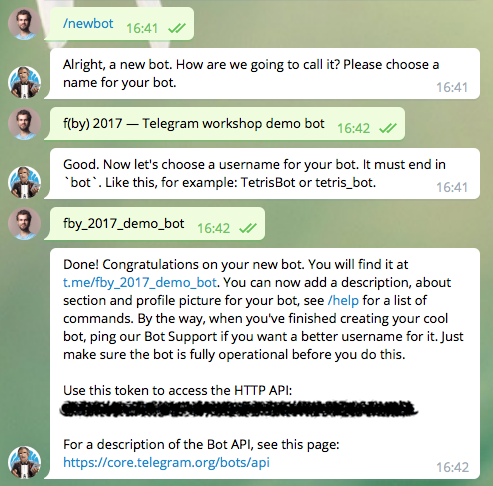 /newbot
16:41
Alright, a new bot. How are we going to call it? Please choose a
name for your bot.
16:41
f(by) 2017 — Telegram workshop demo bot
16:42
Good. Now let's choose a username for your bot. It must end in
`bot`. Like this, for example: TetrisBot or tetris_bot.
16:41
fby_2017_demo_bot
16:42
Done! Congratulations on your new bot. You will find it at
t.me/fby_2017_demo_bot. You can now add a description, about
section and profile picture for your bot, see /help for a list of
commands. By the way, when you've finished creating your cool
bot, ping our Bot Support if you want a better username for it. Just
make sure the bot is fully operational before you do this.
Use this token to access the HTTP API:
For a description of the Bot API, see this page:
https://core.telegram.org/bots/api
16:42